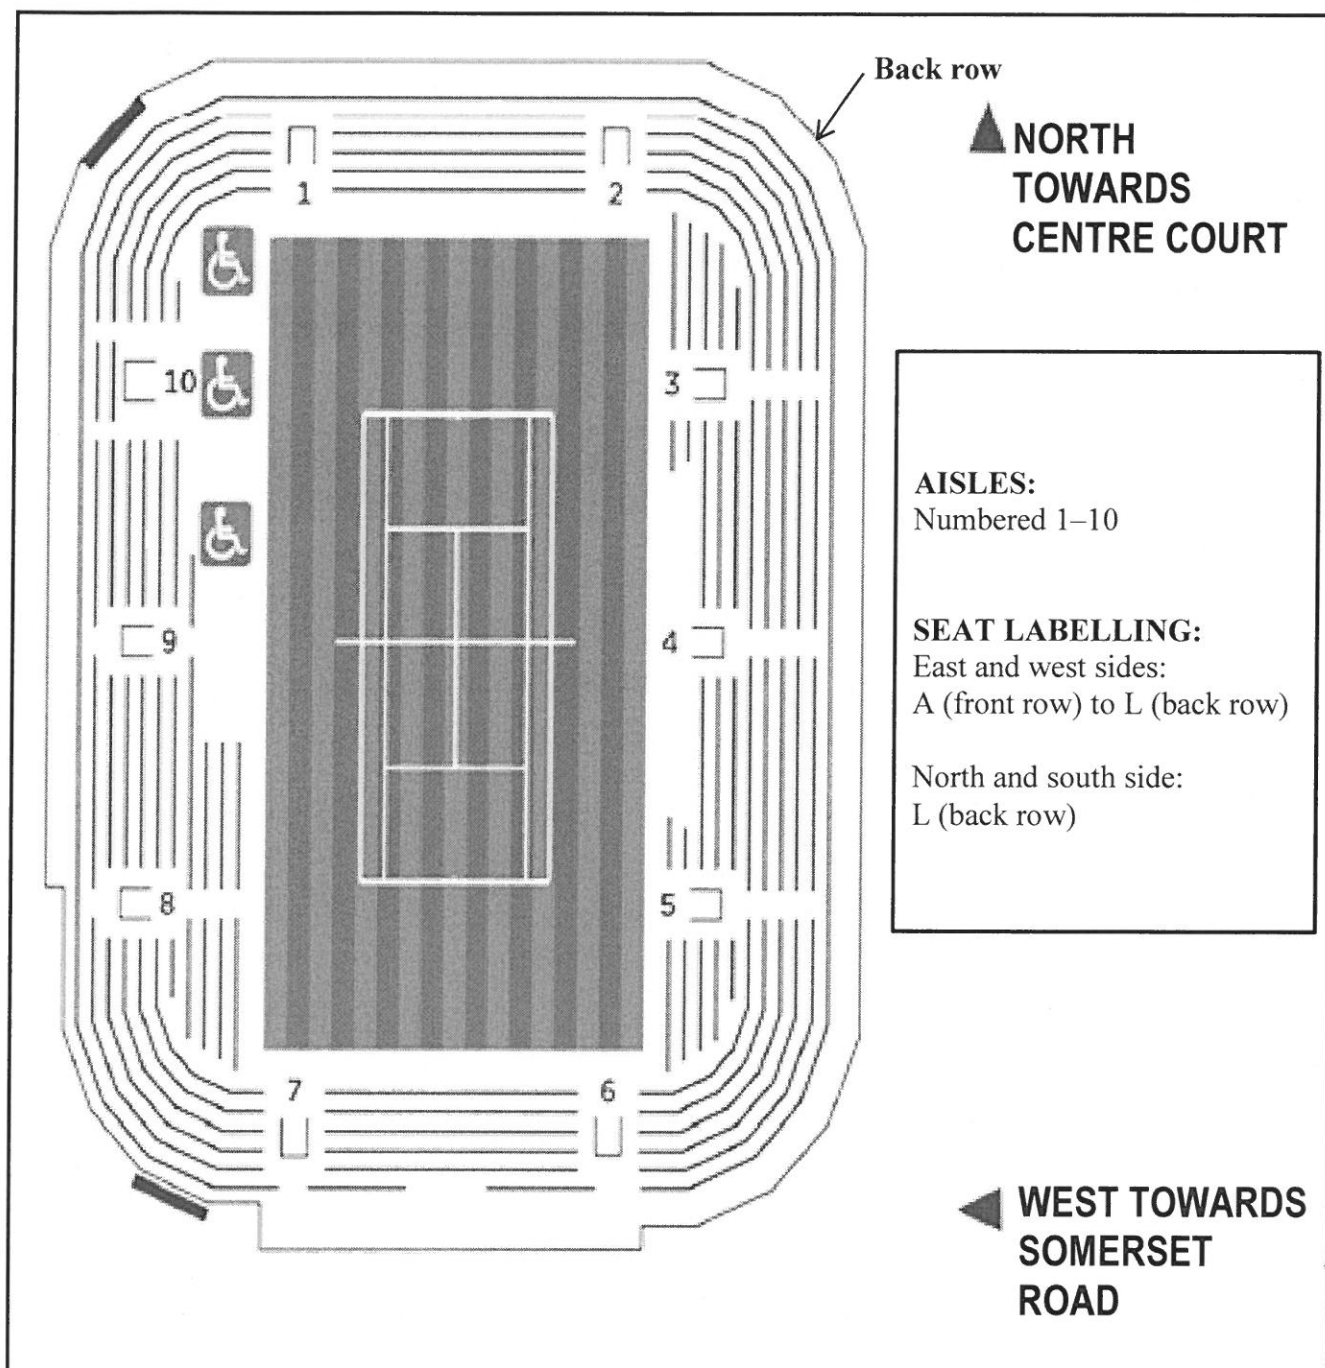 Back row
NORTH
TOWARDS
CENTRE COURT
1
2
3
10
AISLES:
Numbered 1–10
SEAT LABELLING:
East and west sides:
A (front row) to L (back row)
North and south side:
L (back row)
4
9
5
8
7
6
WEST TOWARDS
SOMERSET
ROAD